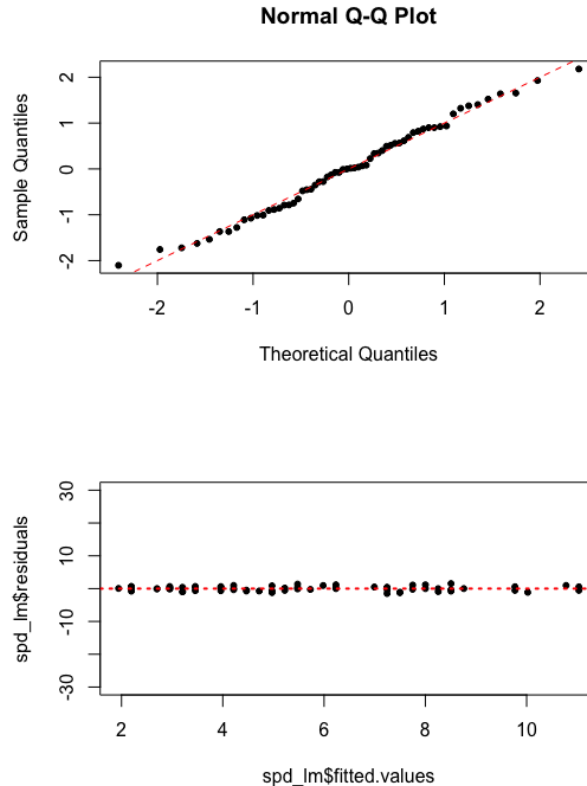 Normal Q-Q Plot
2
1
0
-1
-2
Sample Quantiles
-2 -1 0 1 2
Theoretical Quantiles
30
10
-10
-30
spd_lm$residuals
2 4 6 8 10
spd_lm$fitted.values